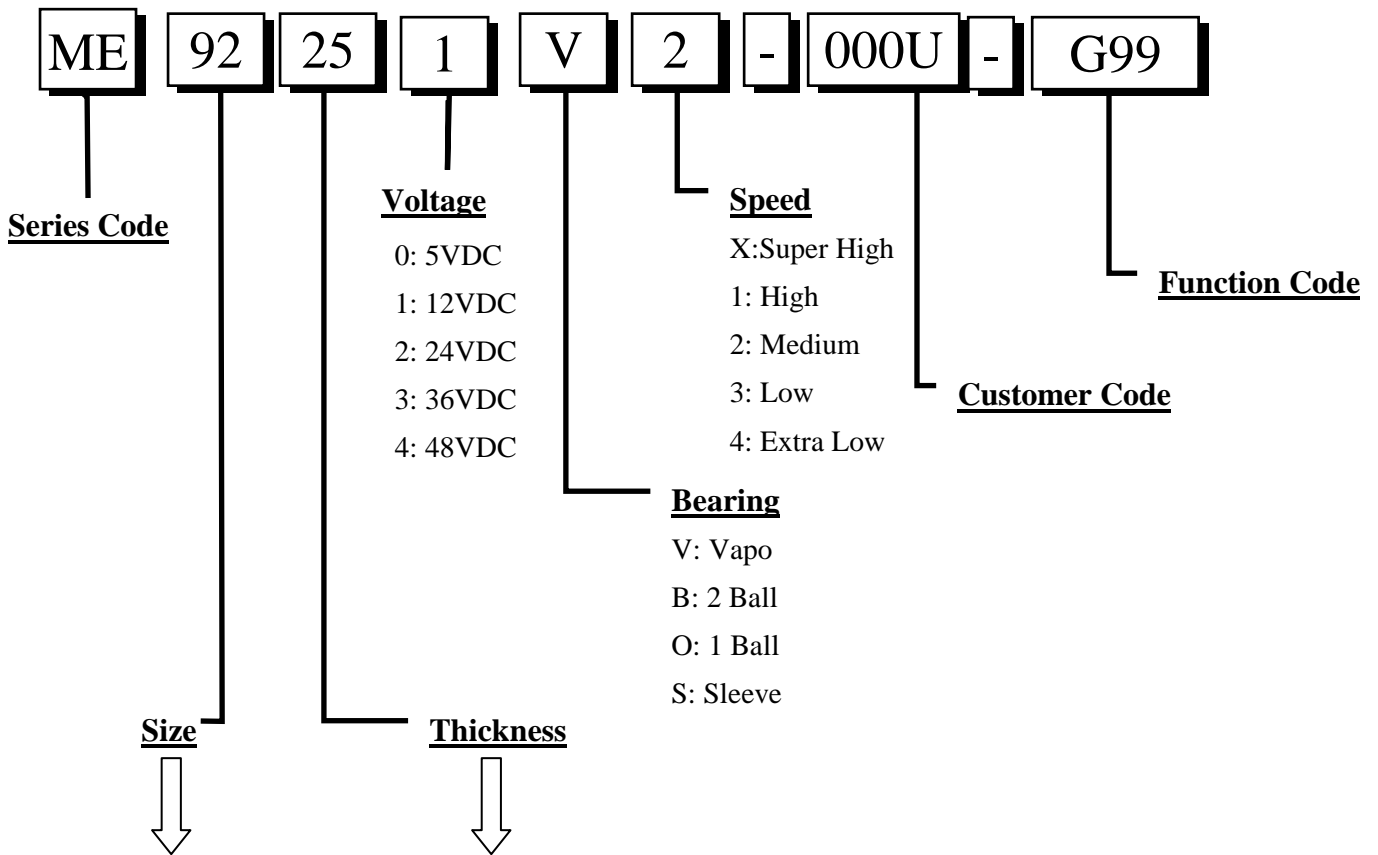 ME 92 25 1 V 2 - 000U - G99
Series Code
Voltage
0: 5VDC
1: 12VDC
2: 24VDC
3: 36VDC
4: 48VDC
Speed
X:Super High
1: High
2: Medium
3: Low
4: Extra Low
Function Code
Customer Code
Bearing
V: Vapo
B: 2 Ball
O: 1 Ball
S: Sleeve
Size
Thickness